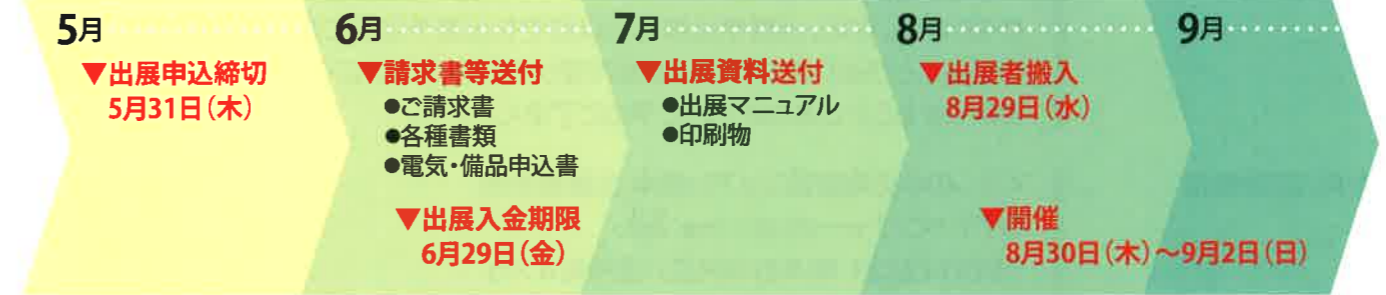 5月
▼出展申込締切
5月31日(木)
6月
▼請求書等送付
●ご請求書
●各種書類
●電気・備品申込書
▼出展入金期限
6月29日(金)
7月
▼出展資料送付
●出展マニュアル
●印刷物
8月
▼出展者搬入
8月29日(水)
▼開催
8月30日(木)~9月2日(日)
9月